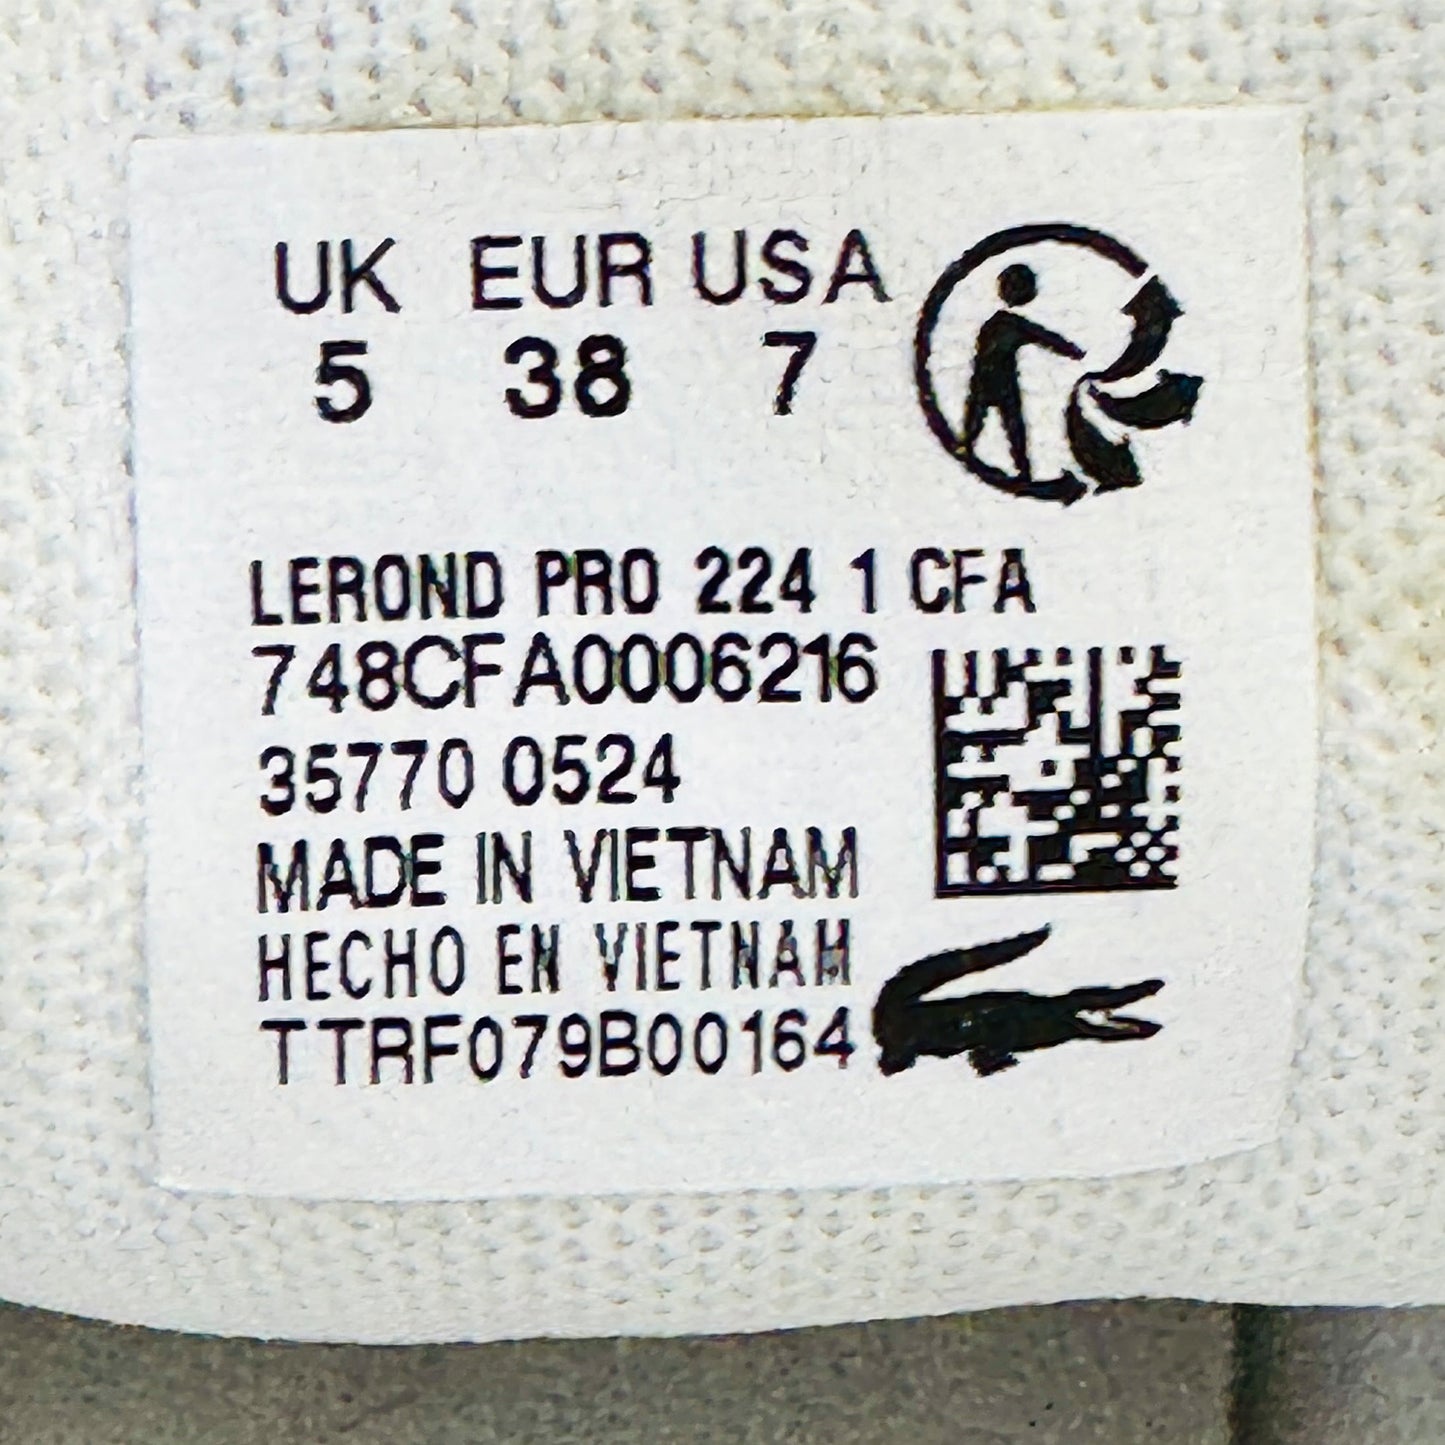 UK EUR USA
5 38 7
LEROND PRO 224 1 CFA
748CFA0006216
35770 0524
MADE IN VIETNAM
HECHO EN VIETNAM
TTRF079B00164